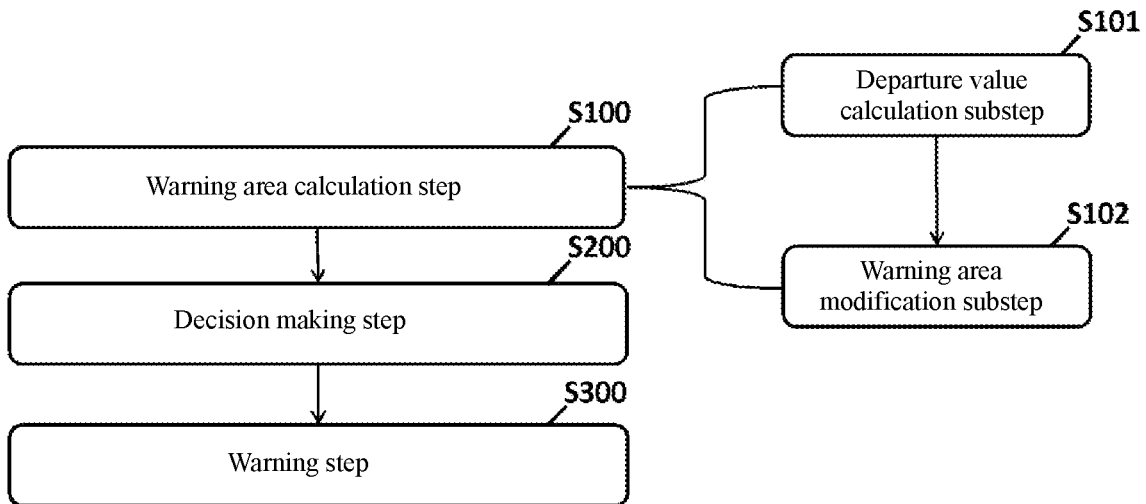 S100
Warning area calculation step
S200
Decision making step
S300
Warning step
S101
Departure value
calculation substep
S102
Warning area
modification substep